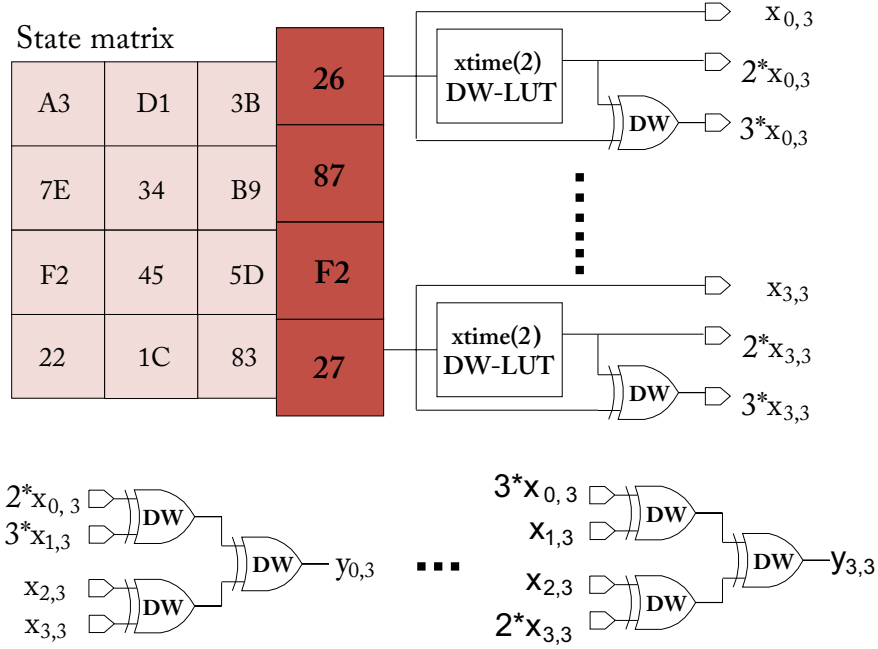 State matrix
A3 D1 3B 26
7E 34 B9 87
F2 45 5D F2
22 1C 83 27
xtime(2)
DW-LUT
DW
x0,3
2*x0,3
3*x0,3
xtime(2)
DW-LUT
DW
x3,3
2*x3,3
3*x3,3
2*x0, 3
3*x1,3
x2,3
x3,3
DW
DW
DW
y0,3
3*x0, 3
x1,3
x2,3
2*x3,3
DW
DW
DW
y3,3